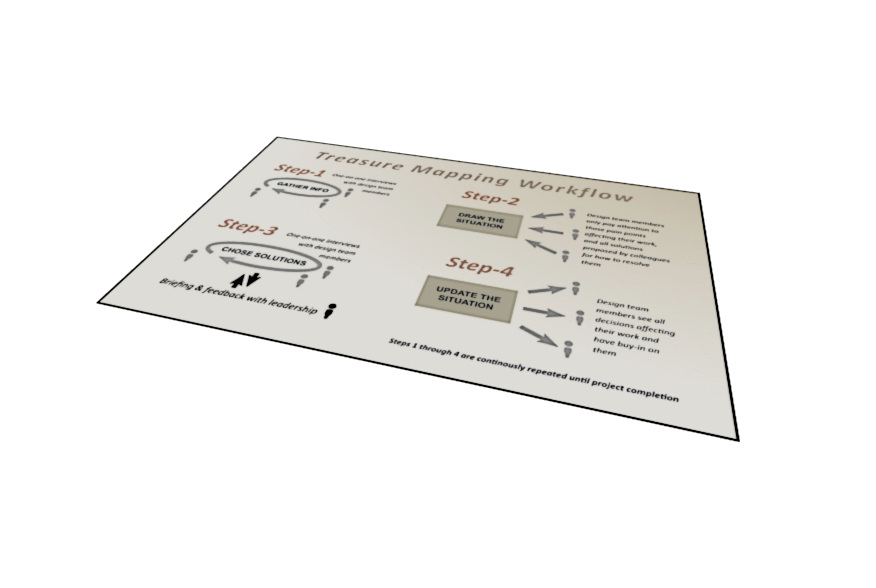 Treasure Mapping Workflow
Step-1
One-on-one interviews
with design team
members
GATHER INFO
Step-2
DRAW THE
SITUATION
Design team members
only pay attention to
those pain points
affecting their work,
and all solutions
proposed by colleagues
for how to resolve
them
Step-3
One-on-one interviews
with design team
members
CHOSE SOLUTIONS
Briefing & feedback with leadership
Step-4
UPDATE THE
SITUATION
Design team
members see all
decisions affecting
their work and
have buy-in on
them
Steps 1 through 4 are continously repeated until project completion